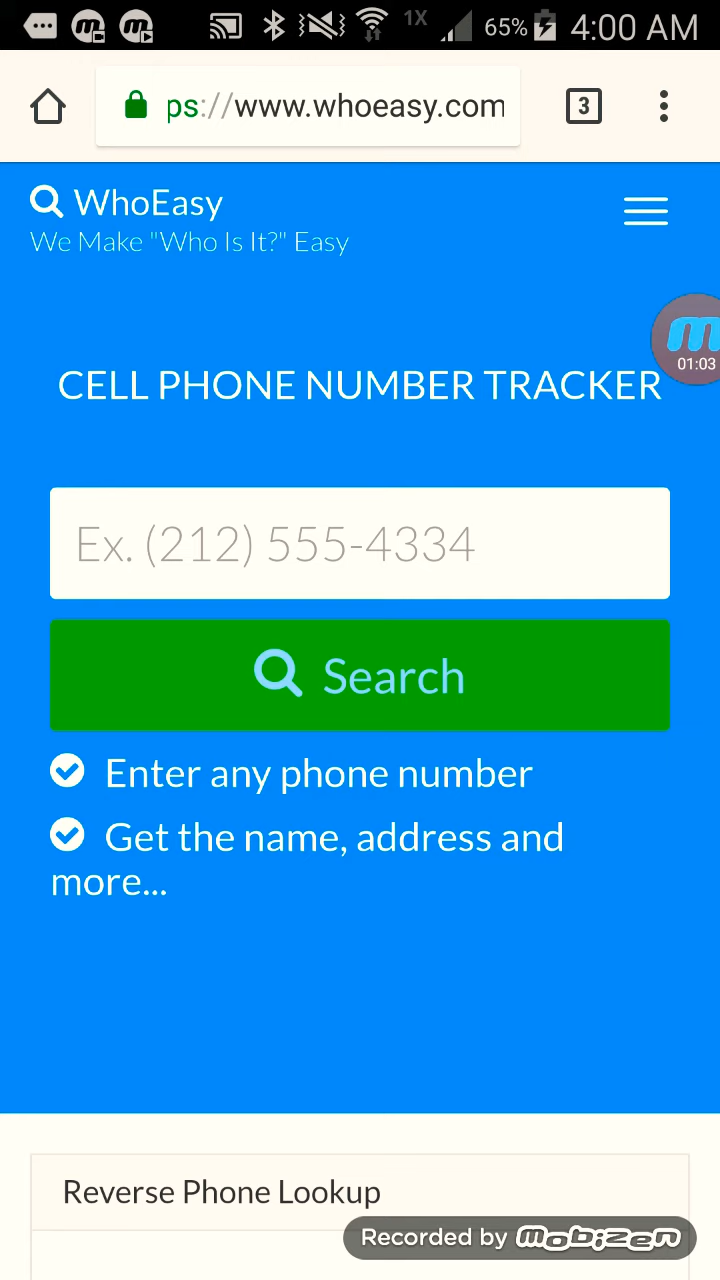 1X 65% 4:00 AM
ps://www.whoeasy.com 3
WhoEasy
We Make "Who Is It?" Easy
m
01:03
CELL PHONE NUMBER TRACKER
Ex. (212) 555-4334
Search
Enter any phone number
Get the name, address and
more...
Reverse Phone Lookup
Recorded by mobizen